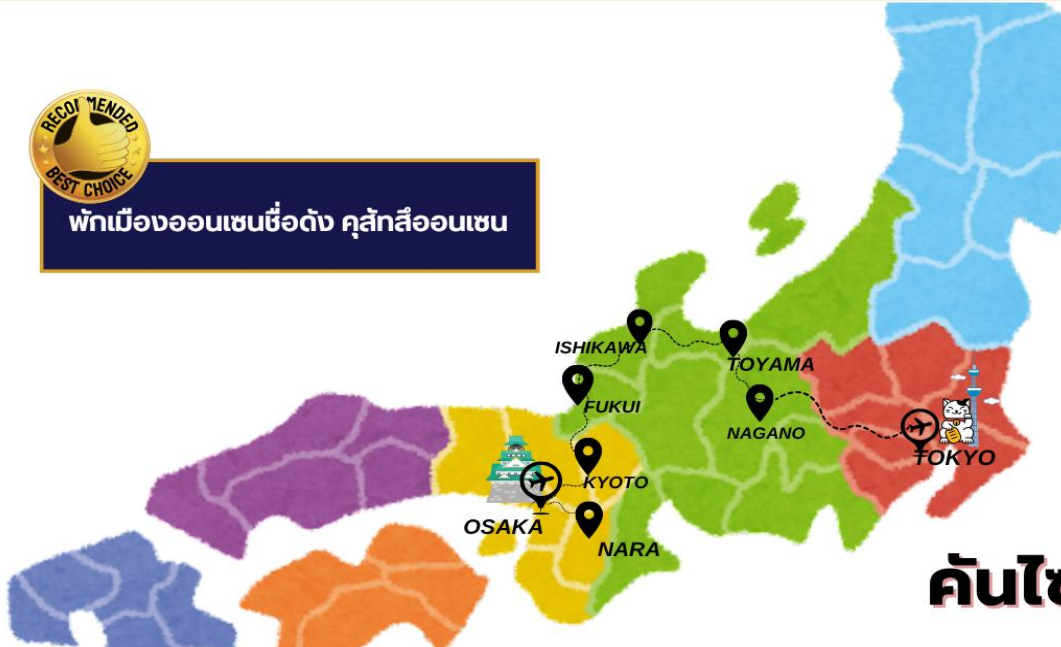 RECOMMENDED
BEST CHOICE
พักเมืองออนเซนชื่อดัง คุสัทสึออนเซน
ISHIKAWA
TOYAMA
FUKUI
NAGANO
TOKYO
KYOTO
OSAKA
NARA
คันไซ